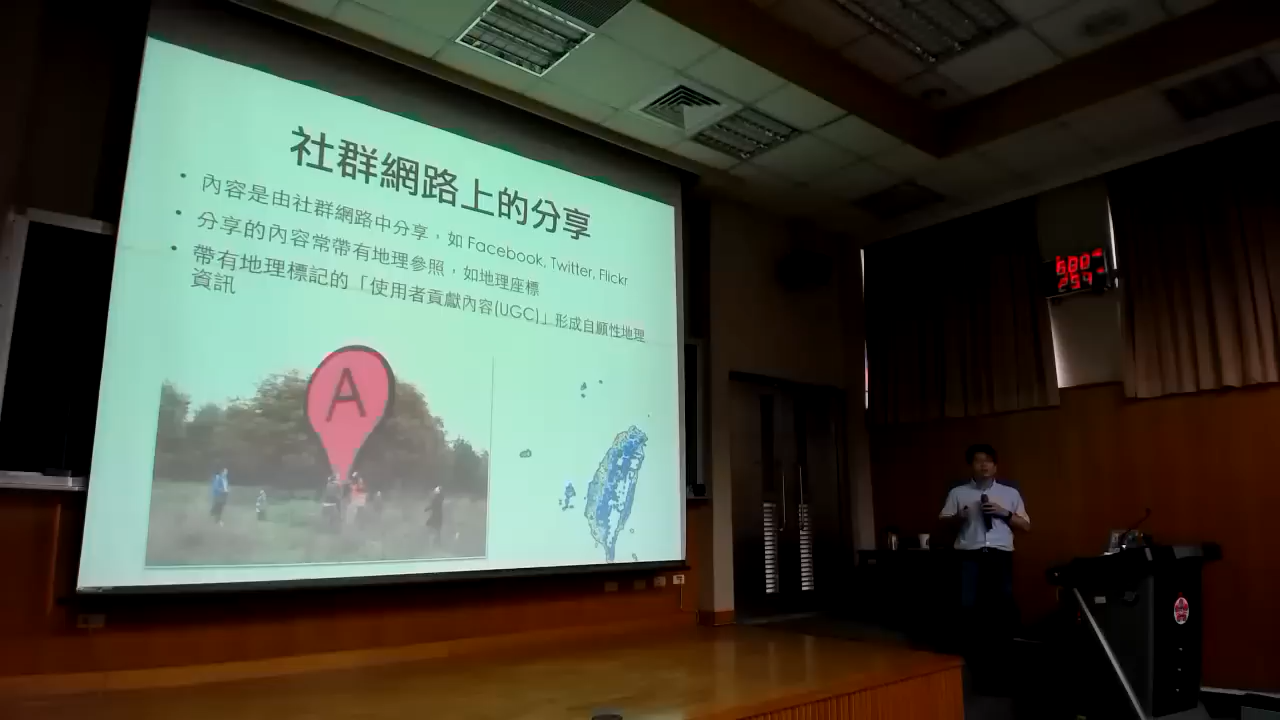 社群網路上的分享
• 內容是由社群網路中分享，如 Facebook, Twitter, Flickr
• 分享的內容常帶有地理參照，如地理座標
• 帶有地理標記的「使用者貢獻內容(UGC)」形成自願性地理
資訊
A